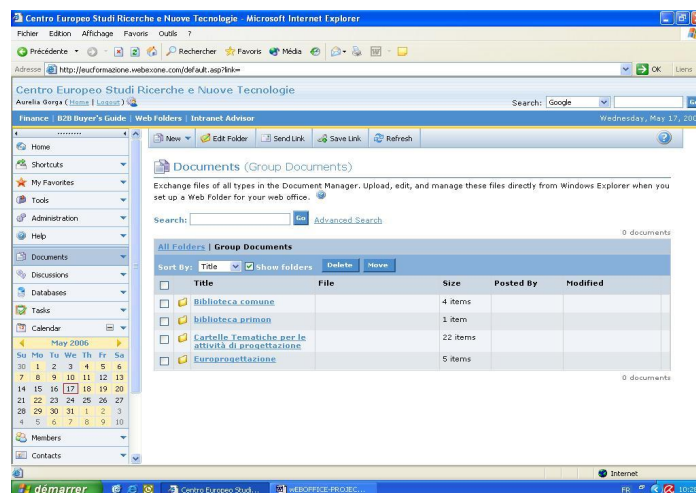 Centro Europeo Studi Ricerche e Nuove Tecnologie - Microsoft Internet Explorer
Fichier Edition Affichage Favoris Outils ?
Précédente Rechercher Favoris Média
Adresse http://eucformazione.webexone.com/default.asp?link= OK Liens
Centro Europeo Studi Ricerche e Nuove Tecnologie
Aurelia Gorga ( Home | Logout ) Search: Google
Finance | B2B Buyer's Guide | Web Folders | Intranet Advisor Wednesday, May 17,
New Edit Folder Send Link Save Link Refresh
Home
Shortcuts
My Favorites
Tools
Administration
Help
Documents
Discussions
Databases
Tasks
Calendar
May 2006
Su Mo Tu We Th Fr Sa
30 1 2 3 4 5 6
7 8 9 10 11 12 13
14 15 16 17 18 19 20
21 22 23 24 25 26 27
28 29 30 31 1 2 3
4 5 6 7 8 9 10
Members
Contacts
Documents (Group Documents)
Exchange files of all types in the Document Manager. Upload, edit, and manage these files directly from Windows Explorer when you
set up a Web Folder for your web office.
Search: Go Advanced Search
0 documents
All Folders | Group Documents
Sort By: Title Show folders Delete Move
Title File Size Posted By Modified
Biblioteca comune 4 items
biblioteca primon 1 item
Cartelle Tematiche per le 22 items
attività di progettazione
Europrogettazione 5 items
0 documents
Internet
démarrer Centro Europeo Studi... WEBOFFICE-PROJEC... FR